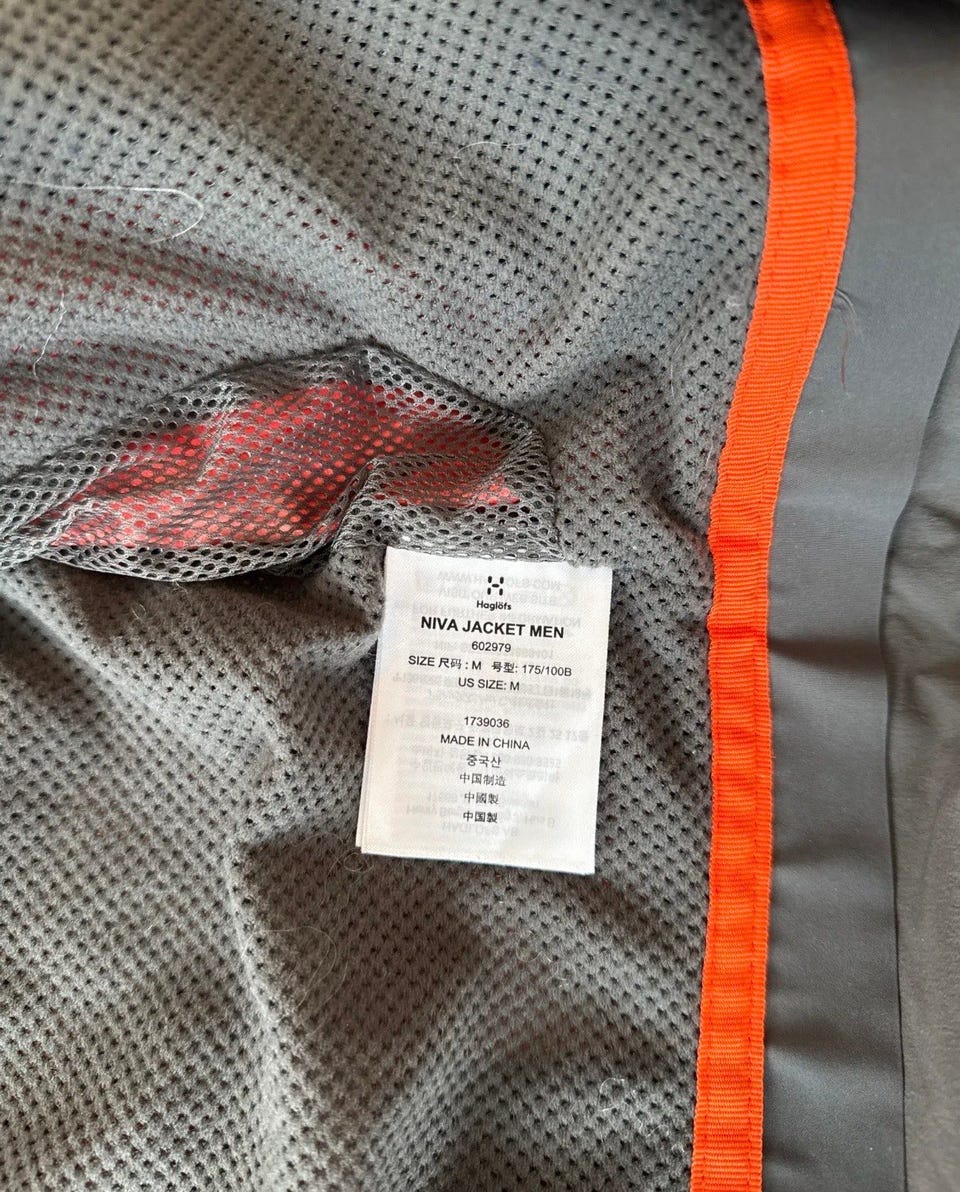 Haglöfs
NIVA JACKET MEN
602979
SIZE 尺码 : M 号型: 175/100B
US SIZE: M
1739036
MADE IN CHINA
중국산
中国制造
中國製
中国製